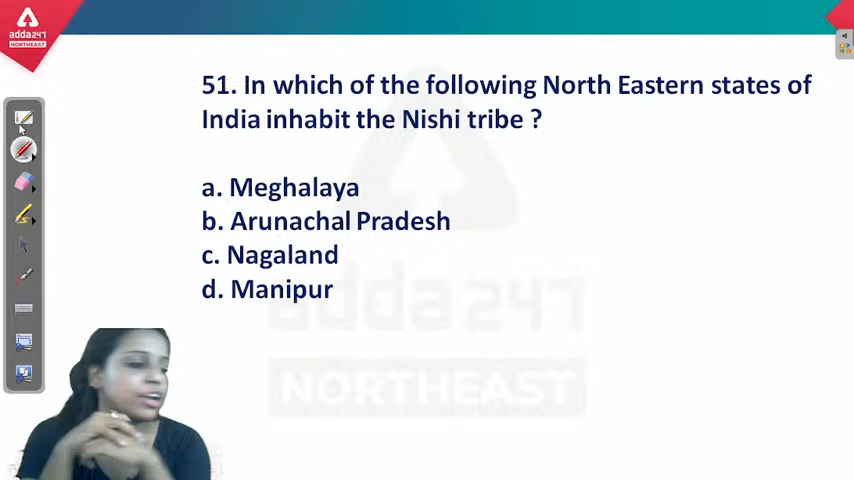 adda247
NORTHEAST
51. In which of the following North Eastern states of
India inhabit the Nishi tribe ?
a. Meghalaya
b. Arunachal Pradesh
c. Nagaland
d. Manipur
adda247
NORTHEAST